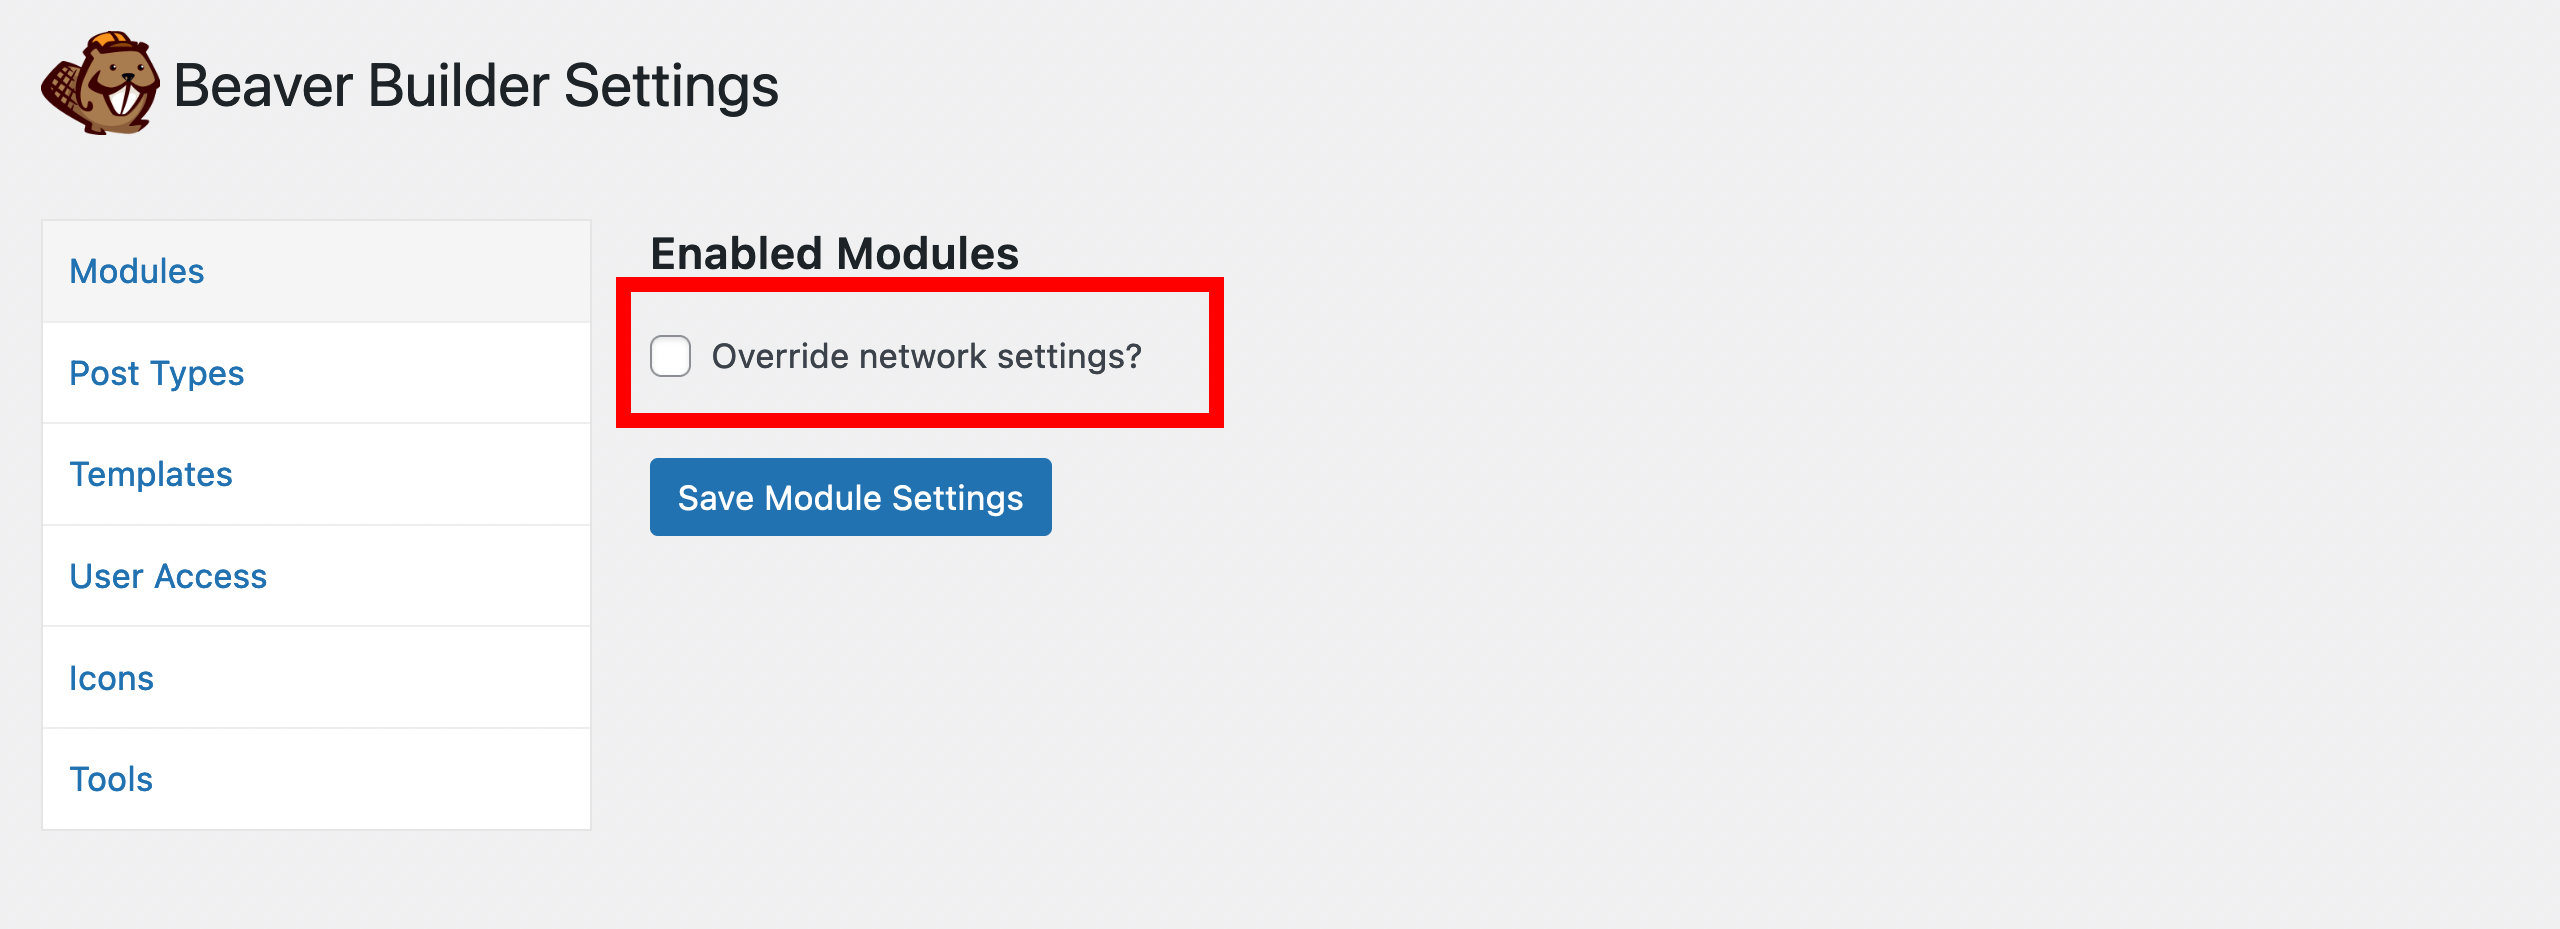 Beaver Builder Settings
Modules
Post Types
Templates
User Access
Icons
Tools
Enabled Modules
Override network settings?
Save Module Settings